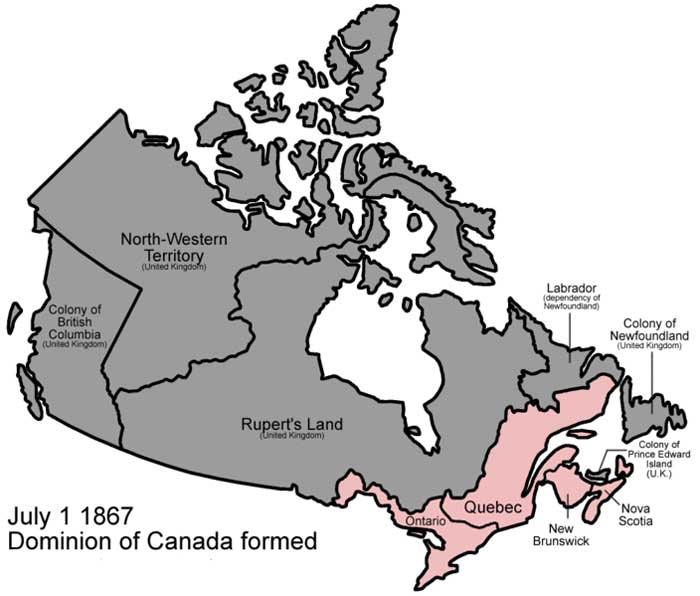 Labrador
(dependency of
Newfoundland)
North-Western
Territory
(United Kingdom)
Colony of
Newfoundland
(United Kingdom)
Colony of
British
Columbia
(United Kingdom)
Rupert's Land
(United Kingdom)
Colony of
Prince Edward
Island
(U.K.)
Quebec
Ontario
Nova
Scotia
New
Brunswick
July 1 1867
Dominion of Canada formed